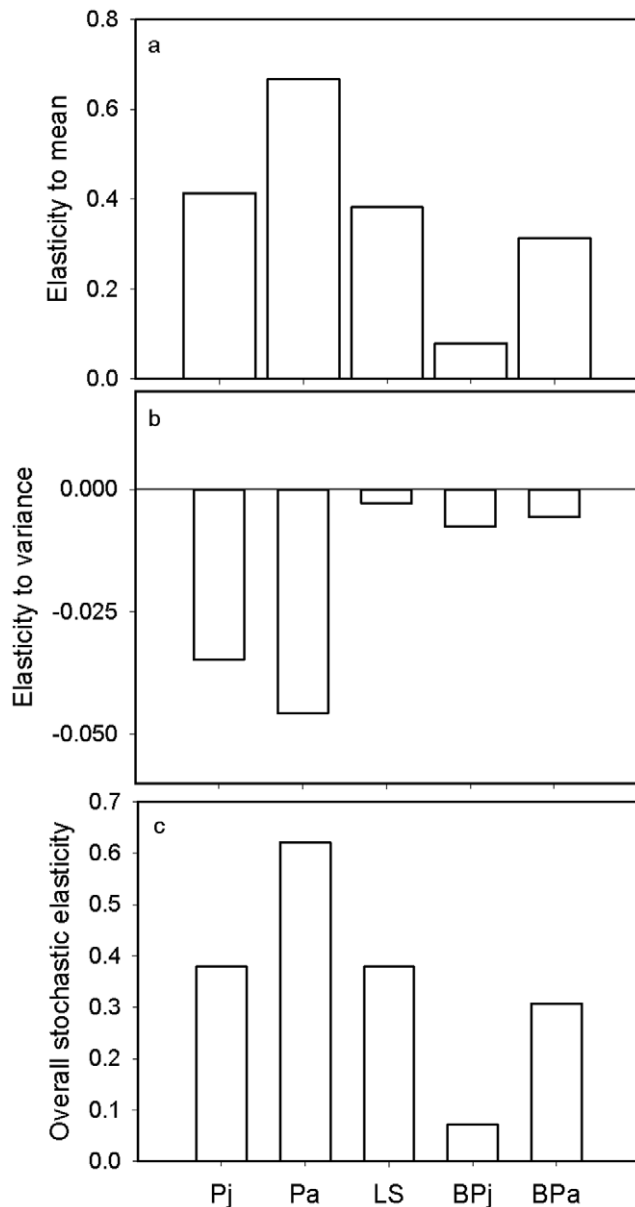 a
Elasticity to mean
0.8
0.6
0.4
0.2
0.0
b
Elasticity to variance
0.000
-0.025
-0.050
c
Overall stochastic elasticity
0.7
0.6
0.5
0.4
0.3
0.2
0.1
0.0
Pj Pa LS BPj BPa